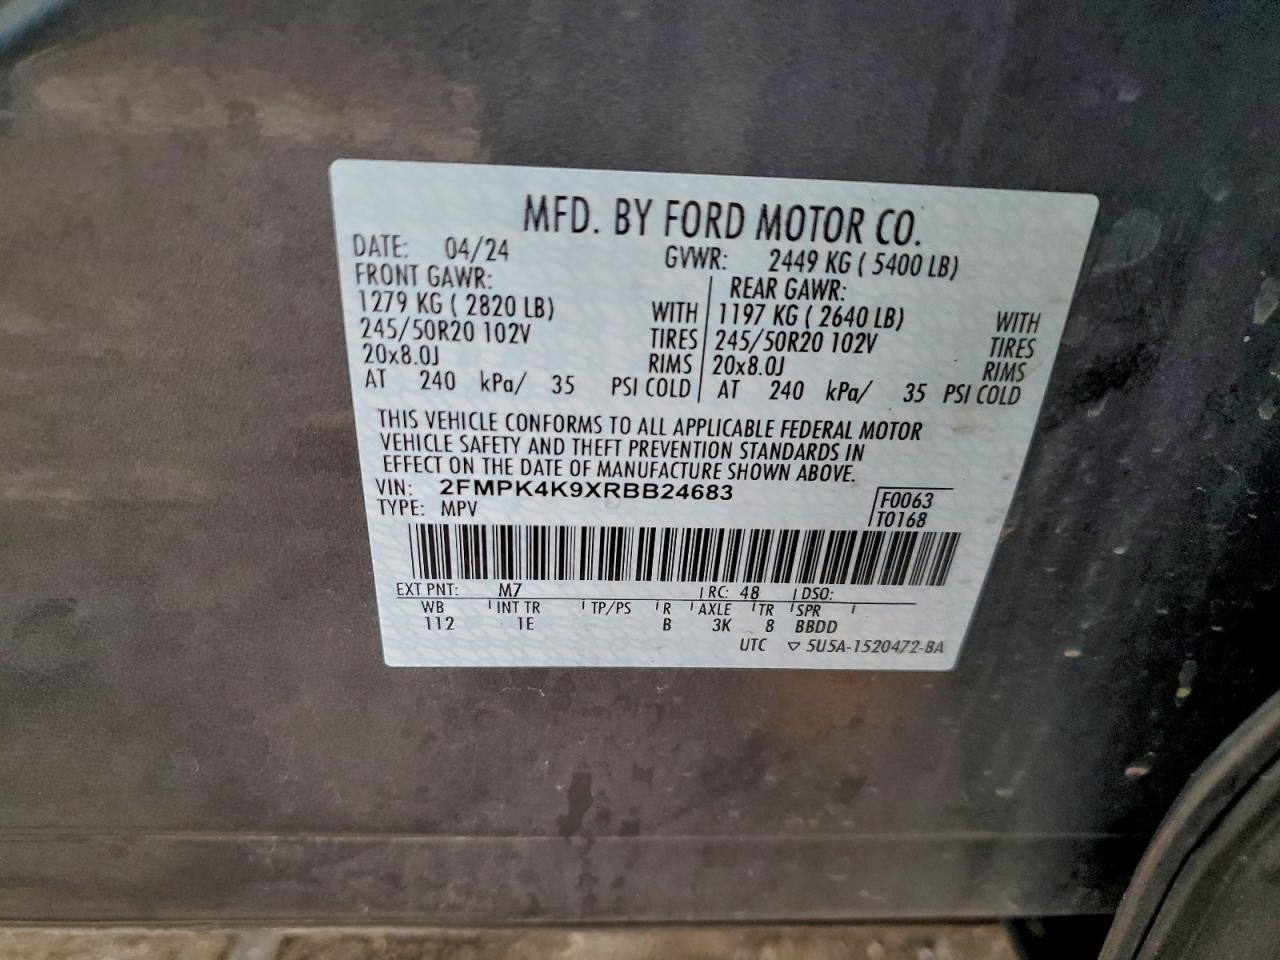 MFD. BY FORD MOTOR CO.
DATE: 04/24 GVWR: 2449 KG ( 5400 LB)
FRONT GAWR: REAR GAWR:
1279 KG ( 2820 LB) WITH 1197 KG ( 2640 LB) WITH
245/50R20 102V TIRES 245/50R20 102V TIRES
20x8.0J RIMS 20x8.0J RIMS
AT 240 kPa/ 35 PSI COLD AT 240 kPa/ 35 PSI COLD
THIS VEHICLE CONFORMS TO ALL APPLICABLE FEDERAL MOTOR
VEHICLE SAFETY AND THEFT PREVENTION STANDARDS IN
EFFECT ON THE DATE OF MANUFACTURE SHOWN ABOVE.
VIN: 2FMPK4K9XRBB24683 F0063
TYPE: MPV T0168
EXT PNT: M7 RC: 48 DSO:
WB INT TR TP/PS R AXLE TR SPR
112 1E B 3K 8 BBDD
UTC ▽ 5U5A-1520472-BA